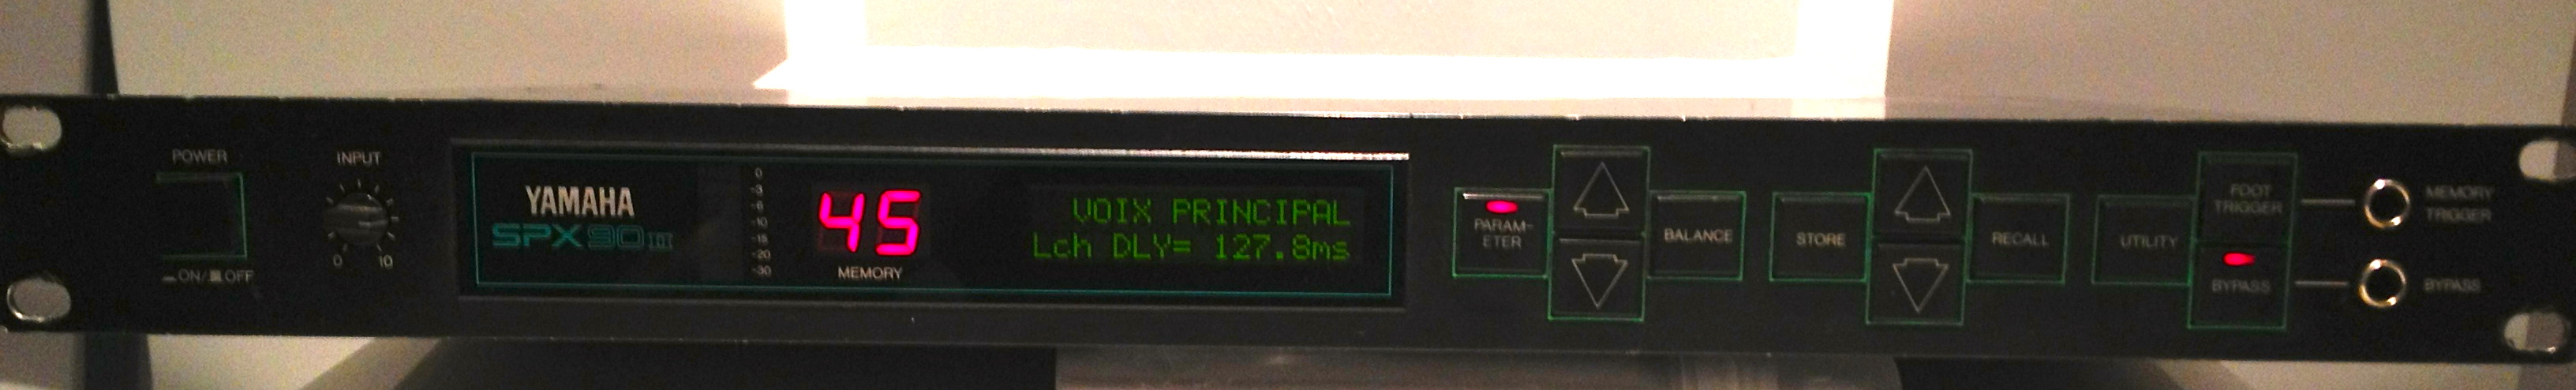 POWER
ON/OFF
INPUT
0 10
YAMAHA
SPX90II
0
-3
-6
-10
-15
-20
-30
45
MEMORY
VOIX PRINCIPAL
Lch DLY= 127.8ms
PARAM-
ETER
BALANCE
STORE
RECALL
UTILITY
FOOT
TRIGGER
BYPASS
MEMORY
TRIGGER
BYPASS